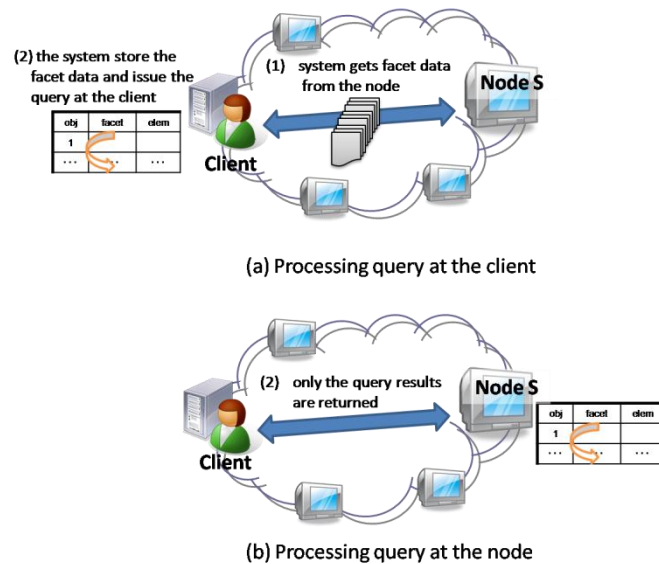 (2) the system store the
facet data and issue the
query at the client
(1) system gets facet data
from the node
Node S
obj facet elem
1
... ... ...
Client
(a) Processing query at the client
(2) only the query results
are returned
Node S
Client
obj facet elem
1
... ... ...
(b) Processing query at the node